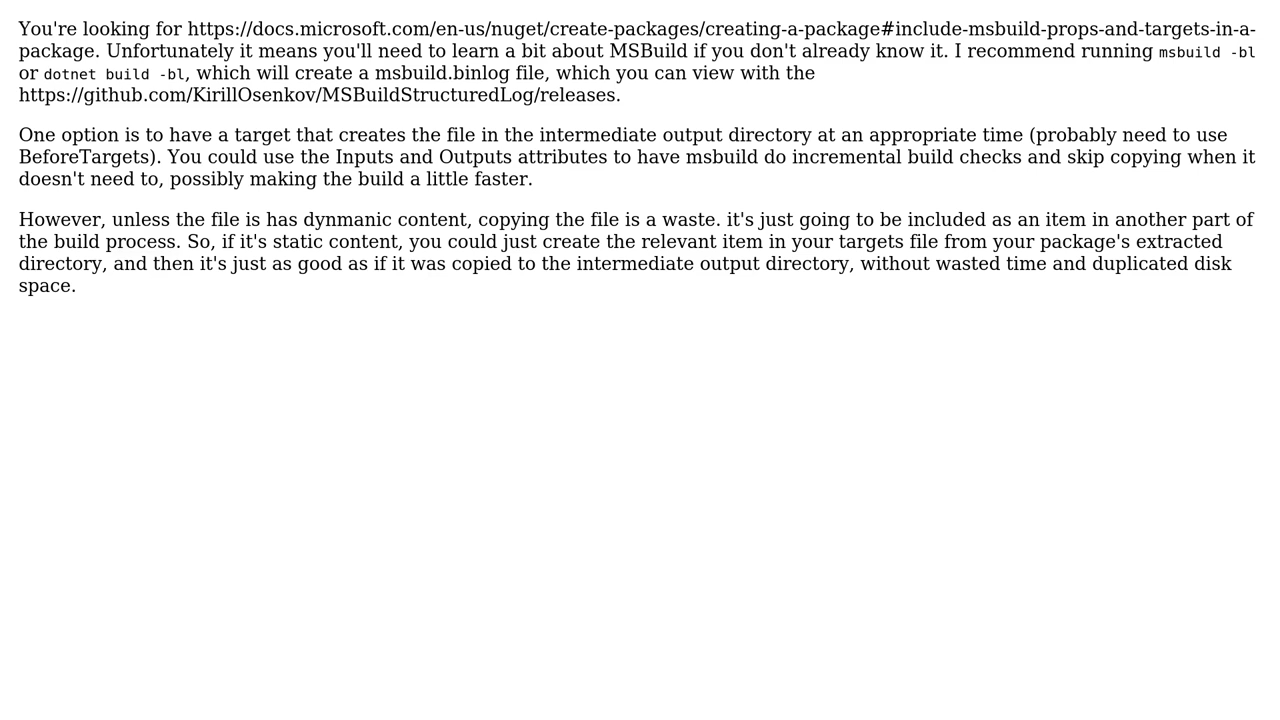 You're looking for https://docs.microsoft.com/en-us/nuget/create-packages/creating-a-package#include-msbuild-props-and-targets-in-a-
package. Unfortunately it means you'll need to learn a bit about MSBuild if you don't already know it. I recommend running msbuild -bl
or dotnet build -bl, which will create a msbuild.binlog file, which you can view with the
https://github.com/KirillOsenkov/MSBuildStructuredLog/releases.
One option is to have a target that creates the file in the intermediate output directory at an appropriate time (probably need to use
BeforeTargets). You could use the Inputs and Outputs attributes to have msbuild do incremental build checks and skip copying when it
doesn't need to, possibly making the build a little faster.
However, unless the file is has dynmanic content, copying the file is a waste. it's just going to be included as an item in another part of
the build process. So, if it's static content, you could just create the relevant item in your targets file from your package's extracted
directory, and then it's just as good as if it was copied to the intermediate output directory, without wasted time and duplicated disk
space.